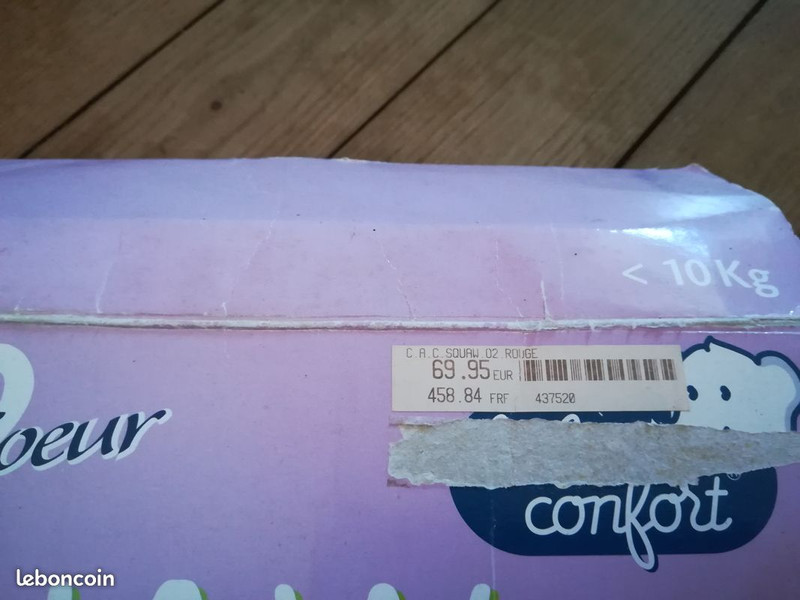 < 10 Kg
C.A.C.SQUAW.02 ROUGE
69.95 EUR
458.84 FRF 437520
oeur
confort
leboncoin